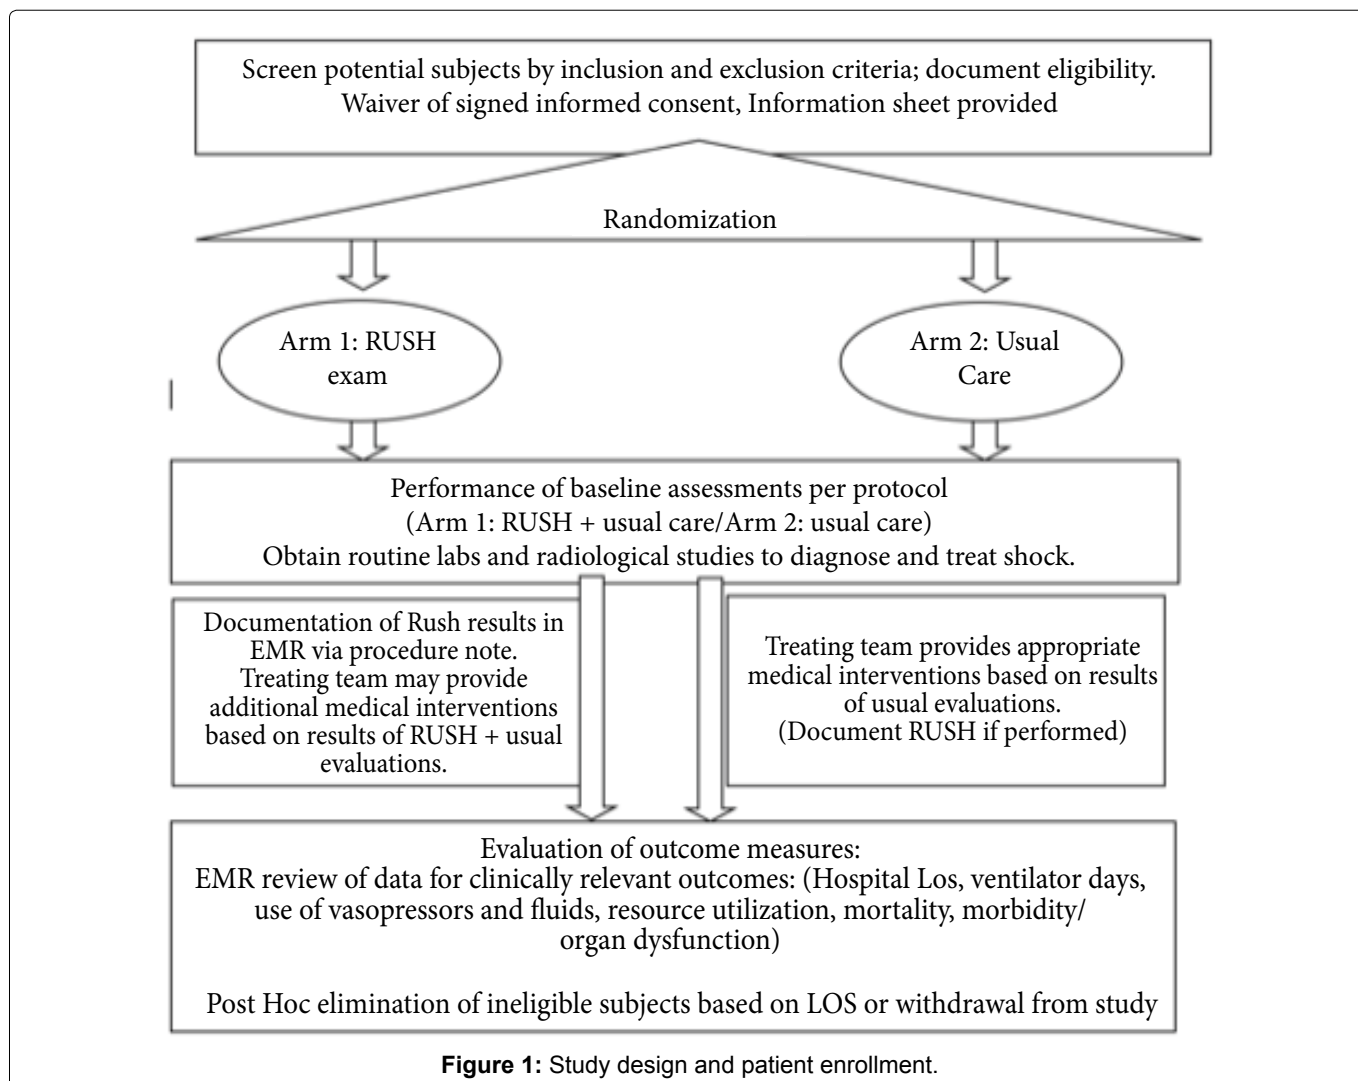 Screen potential subjects by inclusion and exclusion criteria; document eligibility.
Waiver of signed informed consent, Information sheet provided
Randomization
Arm 1: RUSH
exam
Arm 2: Usual
Care
Performance of baseline assessments per protocol
(Arm 1: RUSH + usual care/Arm 2: usual care)
Obtain routine labs and radiological studies to diagnose and treat shock.
Documentation of Rush results in
EMR via procedure note.
Treating team may provide
additional medical interventions
based on results of RUSH + usual
evaluations.
Treating team provides appropriate
medical interventions based on results
of usual evaluations.
(Document RUSH if performed)
Evaluation of outcome measures:
EMR review of data for clinically relevant outcomes: (Hospital Los, ventilator days,
use of vasopressors and fluids, resource utilization, mortality, morbidity/
organ dysfunction)
Post Hoc elimination of ineligible subjects based on LOS or withdrawal from study
Figure 1: Study design and patient enrollment.